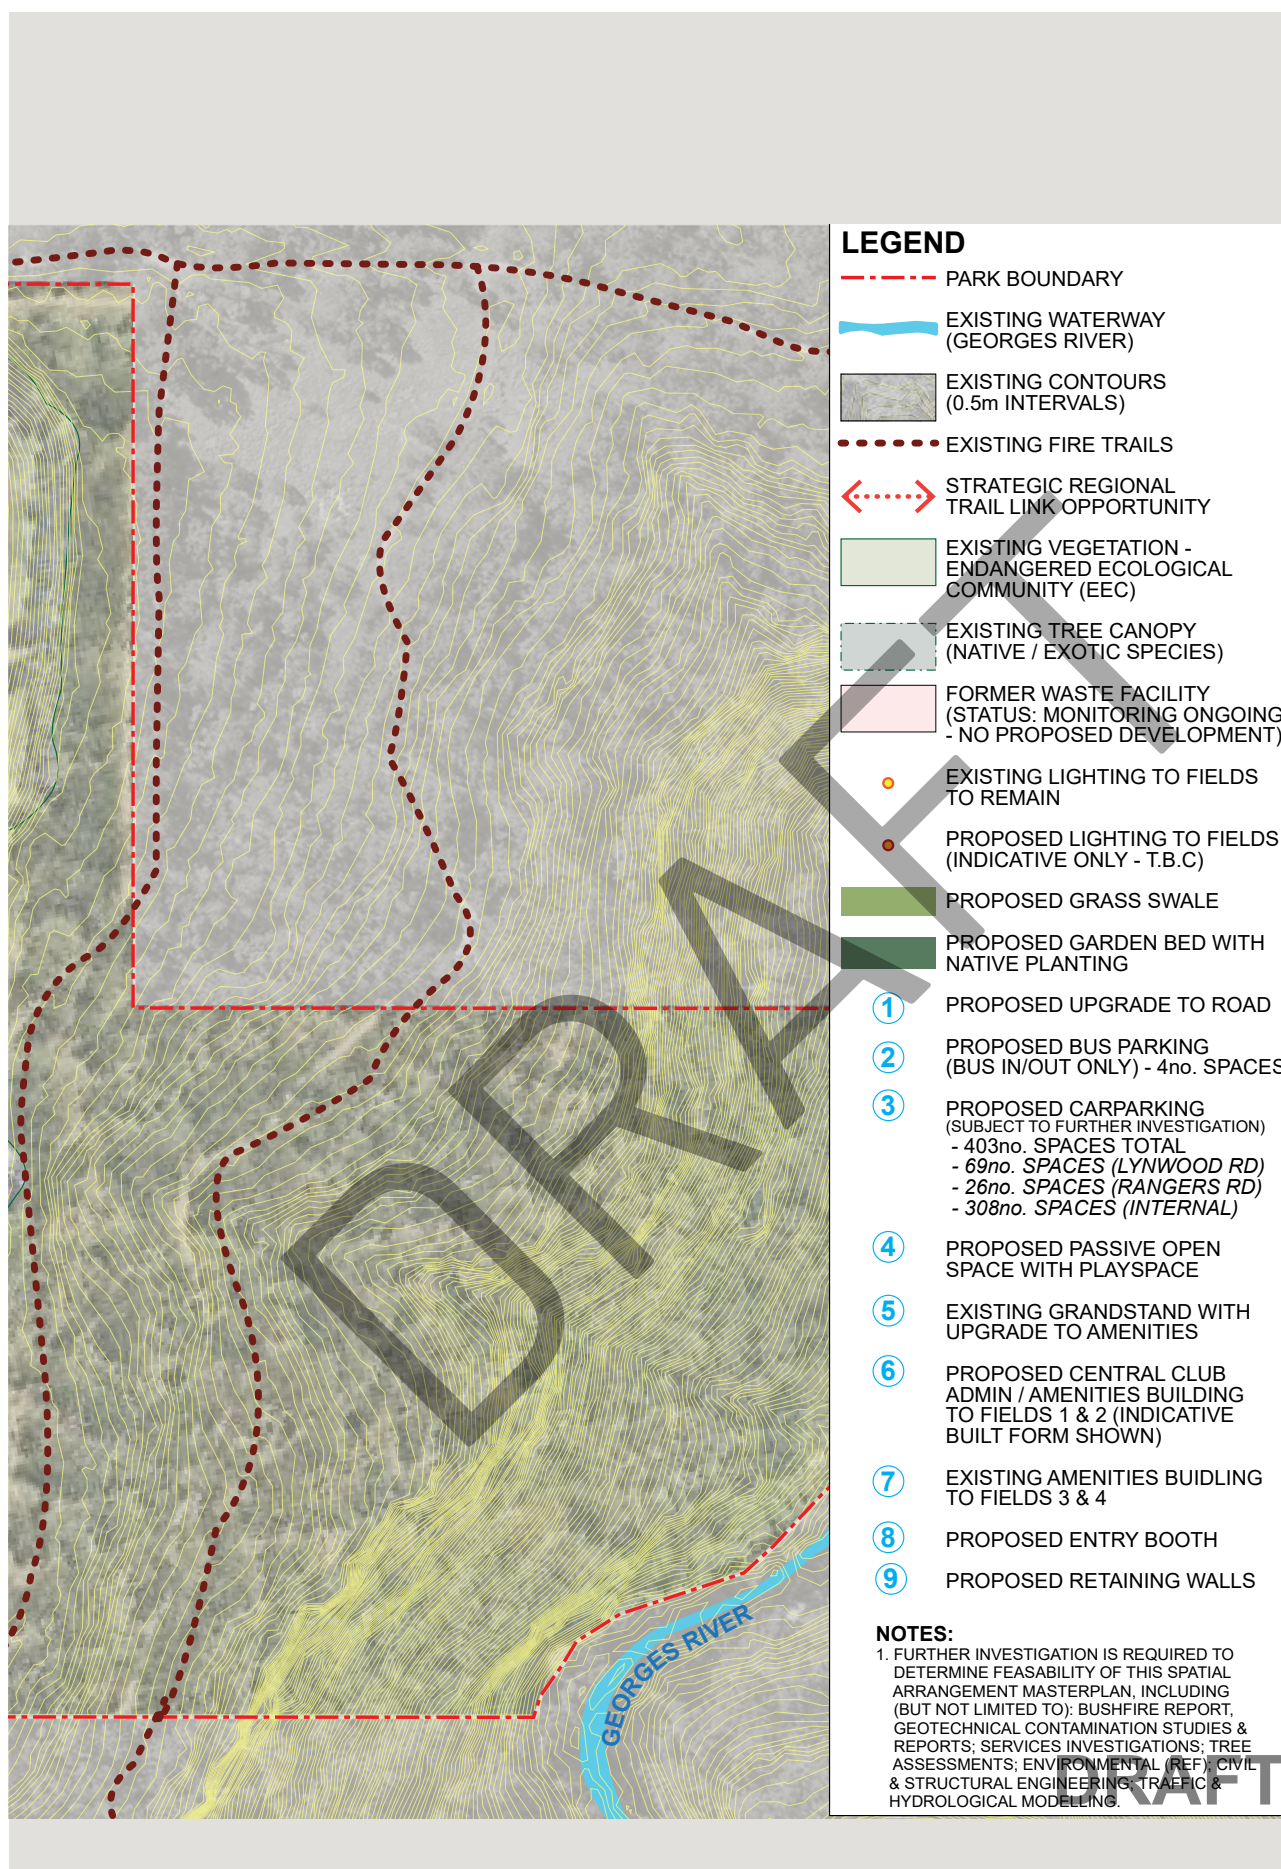 LEGEND
PARK BOUNDARY
EXISTING WATERWAY
(GEORGES RIVER)
EXISTING CONTOURS
(0.5m INTERVALS)
EXISTING FIRE TRAILS
STRATEGIC REGIONAL
TRAIL LINK OPPORTUNITY
EXISTING VEGETATION -
ENDANGERED ECOLOGICAL
COMMUNITY (EEC)
EXISTING TREE CANOPY
(NATIVE / EXOTIC SPECIES)
FORMER WASTE FACILITY
(STATUS: MONITORING ONGOING
- NO PROPOSED DEVELOPMENT)
EXISTING LIGHTING TO FIELDS
TO REMAIN
PROPOSED LIGHTING TO FIELDS
(INDICATIVE ONLY - T.B.C)
PROPOSED GRASS SWALE
PROPOSED GARDEN BED WITH
NATIVE PLANTING
1 PROPOSED UPGRADE TO ROAD
2 PROPOSED BUS PARKING
(BUS IN/OUT ONLY) - 4no. SPACES
3 PROPOSED CARPARKING
(SUBJECT TO FURTHER INVESTIGATION)
- 403no. SPACES TOTAL
- 69no. SPACES (LYNWOOD RD)
- 26no. SPACES (RANGERS RD)
- 308no. SPACES (INTERNAL)
4 PROPOSED PASSIVE OPEN
SPACE WITH PLAYSPACE
5 EXISTING GRANDSTAND WITH
UPGRADE TO AMENITIES
6 PROPOSED CENTRAL CLUB
ADMIN / AMENITIES BUILDING
TO FIELDS 1 & 2 (INDICATIVE
BUILT FORM SHOWN)
7 EXISTING AMENITIES BUIDLING
TO FIELDS 3 & 4
8 PROPOSED ENTRY BOOTH
9 PROPOSED RETAINING WALLS
NOTES:
1. FURTHER INVESTIGATION IS REQUIRED TO
DETERMINE FEASABILITY OF THIS SPATIAL
ARRANGEMENT MASTERPLAN, INCLUDING
(BUT NOT LIMITED TO): BUSHFIRE REPORT,
GEOTECHNICAL CONTAMINATION STUDIES &
REPORTS; SERVICES INVESTIGATIONS; TREE
ASSESSMENTS; ENVIRONMENTAL (REF); CIVIL
& STRUCTURAL ENGINEERING; TRAFFIC &
HYDROLOGICAL MODELLING.
GEORGES RIVER
DRAFT
DRAFT